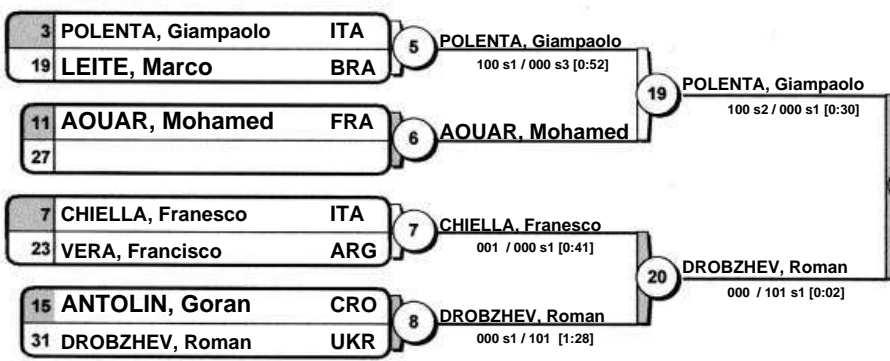 3 POLENTA, Giampaolo ITA
19 LEITE, Marco BRA
5
POLENTA, Giampaolo
100 s1 / 000 s3 [0:52]
11 AOUAR, Mohamed FRA
27
6
AOUAR, Mohamed
19
POLENTA, Giampaolo
100 s2 / 000 s1 [0:30]
7 CHIELLA, Franesco ITA
23 VERA, Francisco ARG
7
CHIELLA, Franesco
001 / 000 s1 [0:41]
15 ANTOLIN, Goran CRO
31 DROBZHEV, Roman UKR
8
DROBZHEV, Roman
000 s1 / 101 [1:28]
20
DROBZHEV, Roman
000 / 101 s1 [0:02]